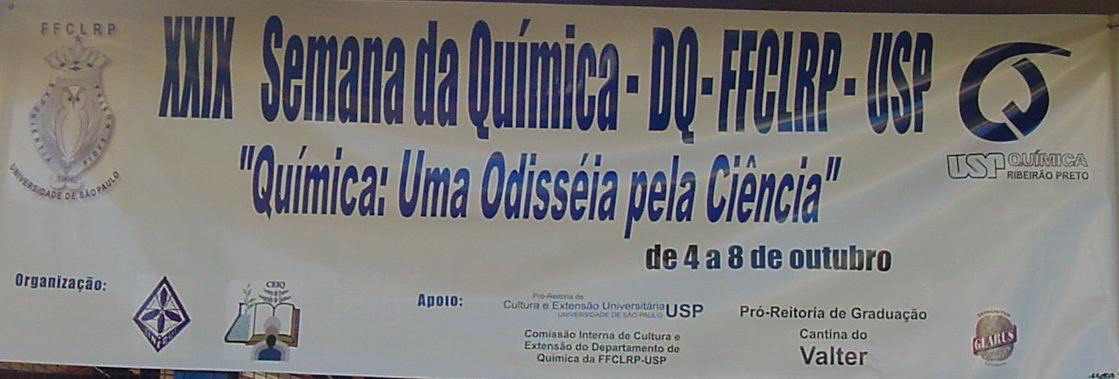 FFCLRP
UNIVERSIDADE DE SÃO PAULO
XXIX Semana da Química - DQ - FFCLRP - USP
"Química: Uma Odisséia pela Ciência"
de 4 a 8 de outubro
USP QUÍMICA
RIBEIRÃO PRETO
Organização:
CEIQ
Apoio:
Pró-Reitoria de
Cultura e Extensão Universitária USP
UNIVERSIDADE DE SÃO PAULO
Comissão Interna de Cultura e
Extensão do Departamento de
Química da FFCLRP-USP
Pró-Reitoria de Graduação
Cantina do
Valter
GLARUS